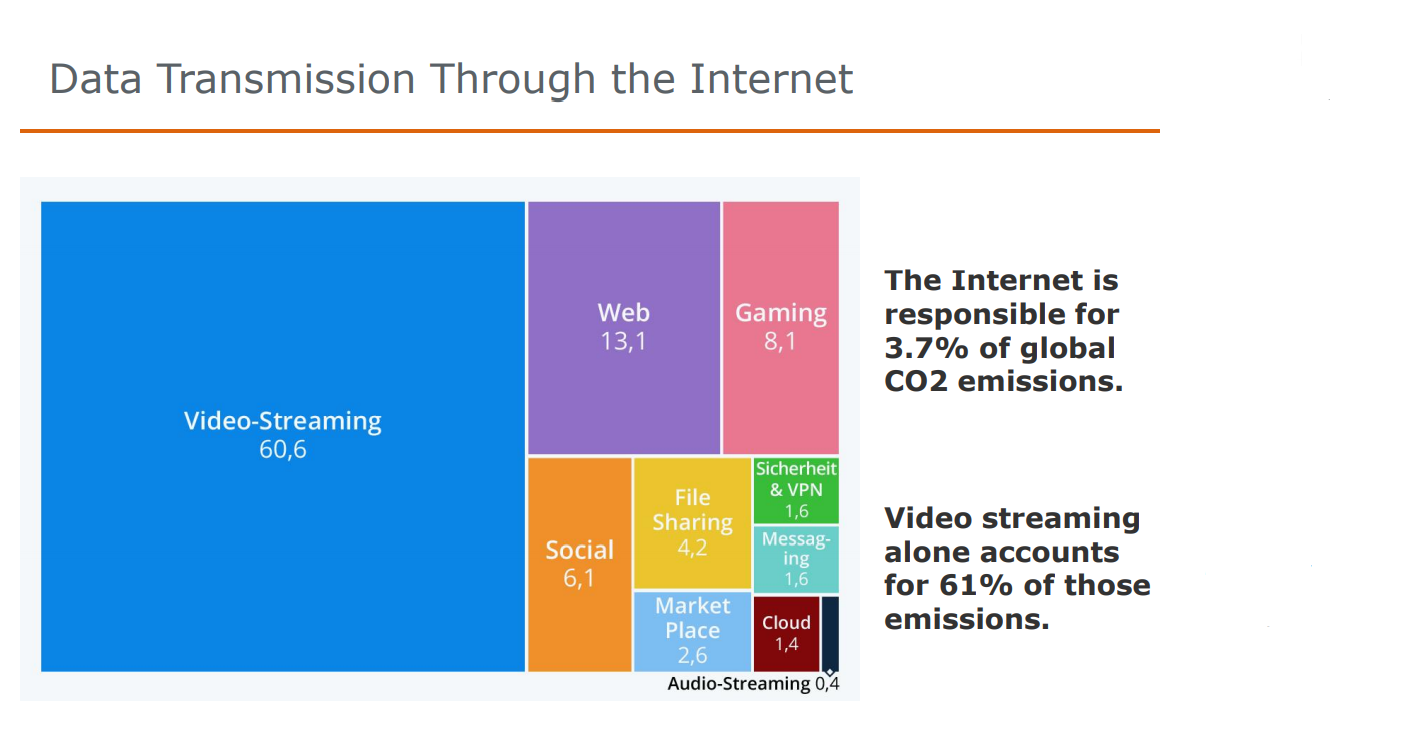 Data Transmission Through the Internet
Video-Streaming
60,6
Web
13,1
Gaming
8,1
Social
6,1
File
Sharing
4,2
Market
Place
2,6
Sicherheit
& VPN
1,6
Messag-
ing
1,6
Cloud
1,4
Audio-Streaming 0,4
The Internet is
responsible for
3.7% of global
CO2 emissions.
Video streaming
alone accounts
for 61% of those
emissions.